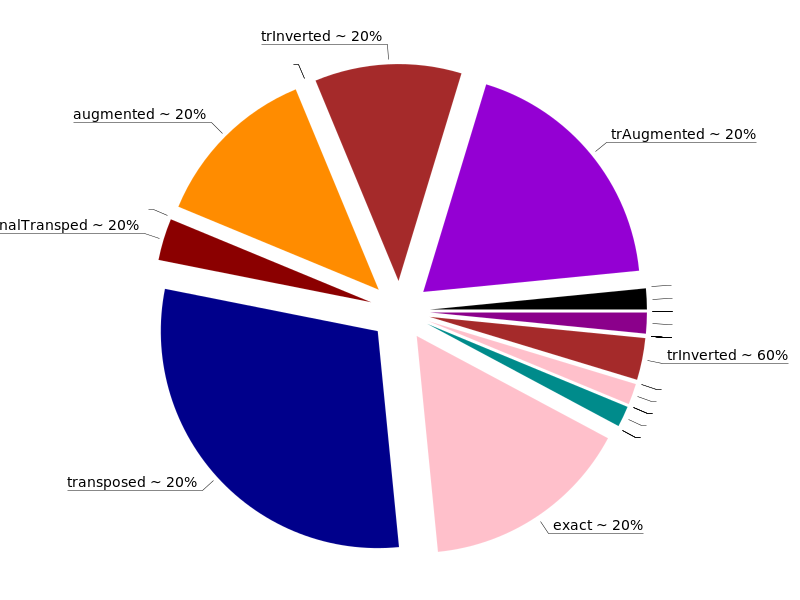 trInverted ~ 20%
augmented ~ 20%
trAugmented ~ 20%
nalTransped ~ 20%
trInverted ~ 60%
transposed ~ 20%
exact ~ 20%